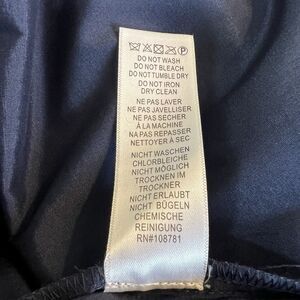 P
DO NOT WASH
DO NOT BLEACH
DO NOT TUMBLE DRY
DO NOT IRON
DRY CLEAN
NE PAS LAVER
NE PAS JAVELLISER
NE PAS SECHER
À LA MACHINE
NA PAS REPASSER
NETTOYER À SEC
NICHT WASCHEN
CHLORBLEICHE
NICHT MÖGLICH
TROCKNEN IM
TROCKNER
NICHT ERLAUBT
NICHT BÜGELN
CHEMISCHE
REINIGUNG
RN#108781